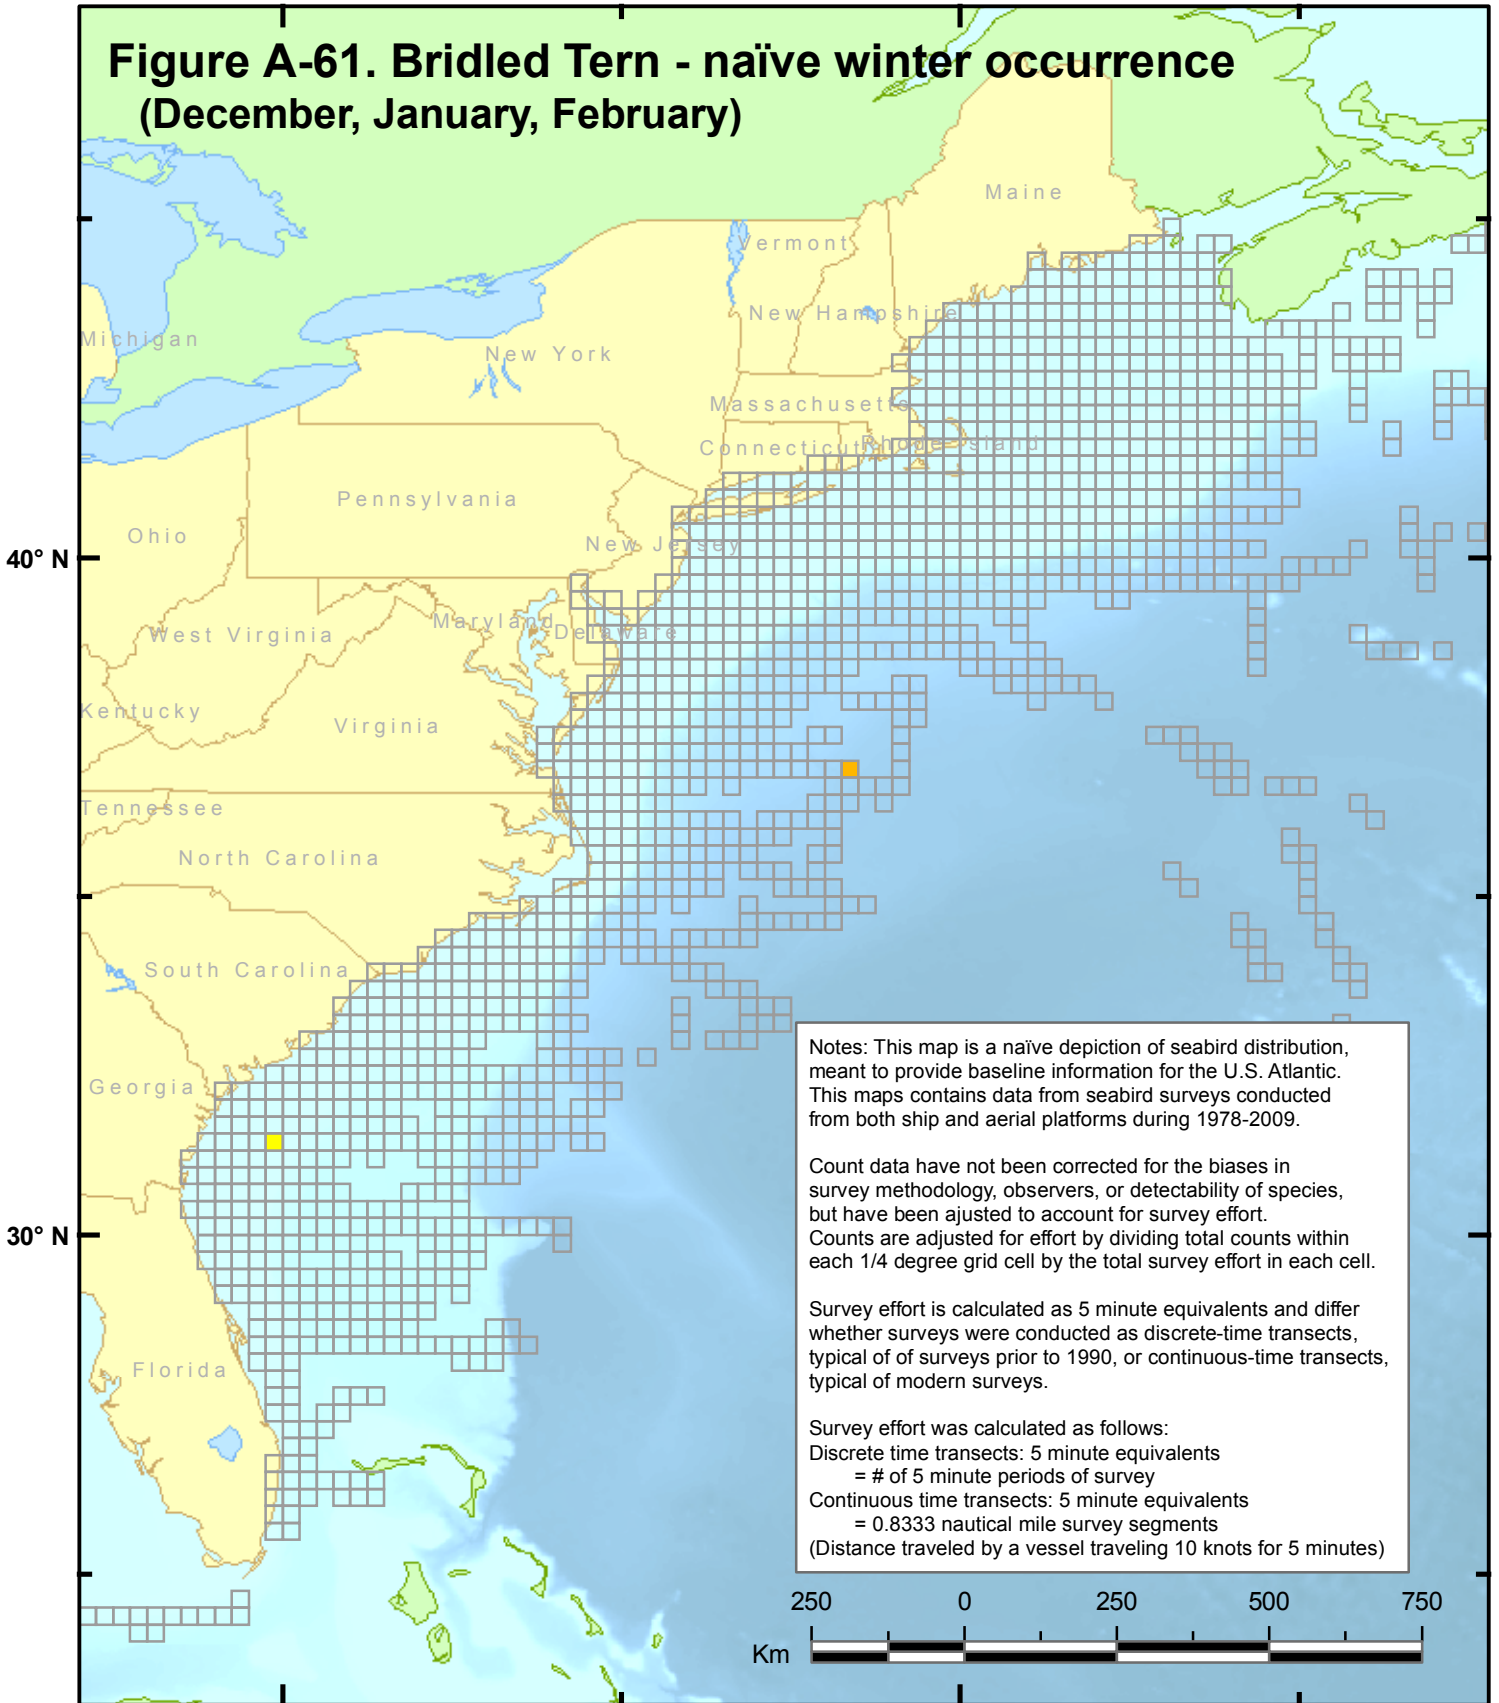 Figure A-61. Bridled Tern - naïve winter occurrence
(December, January, February)
Maine
Vermont
New Hampshire
Michigan
New York
Massachusetts
Connecticut
Rhode Island
Pennsylvania
Ohio
New Jersey
40° N
Maryland
Delaware
West Virginia
Kentucky
Virginia
Tennessee
North Carolina
South Carolina
Georgia
30° N
Florida
Notes: This map is a naïve depiction of seabird distribution,
meant to provide baseline information for the U.S. Atlantic.
This maps contains data from seabird surveys conducted
from both ship and aerial platforms during 1978-2009.
Count data have not been corrected for the biases in
survey methodology, observers, or detectability of species,
but have been ajusted to account for survey effort.
Counts are adjusted for effort by dividing total counts within
each 1/4 degree grid cell by the total survey effort in each cell.
Survey effort is calculated as 5 minute equivalents and differ
whether surveys were conducted as discrete-time transects,
typical of of surveys prior to 1990, or continuous-time transects,
typical of modern surveys.
Survey effort was calculated as follows:
Discrete time transects: 5 minute equivalents
= # of 5 minute periods of survey
Continuous time transects: 5 minute equivalents
= 0.8333 nautical mile survey segments
(Distance traveled by a vessel traveling 10 knots for 5 minutes)
250 0 250 500 750
Km